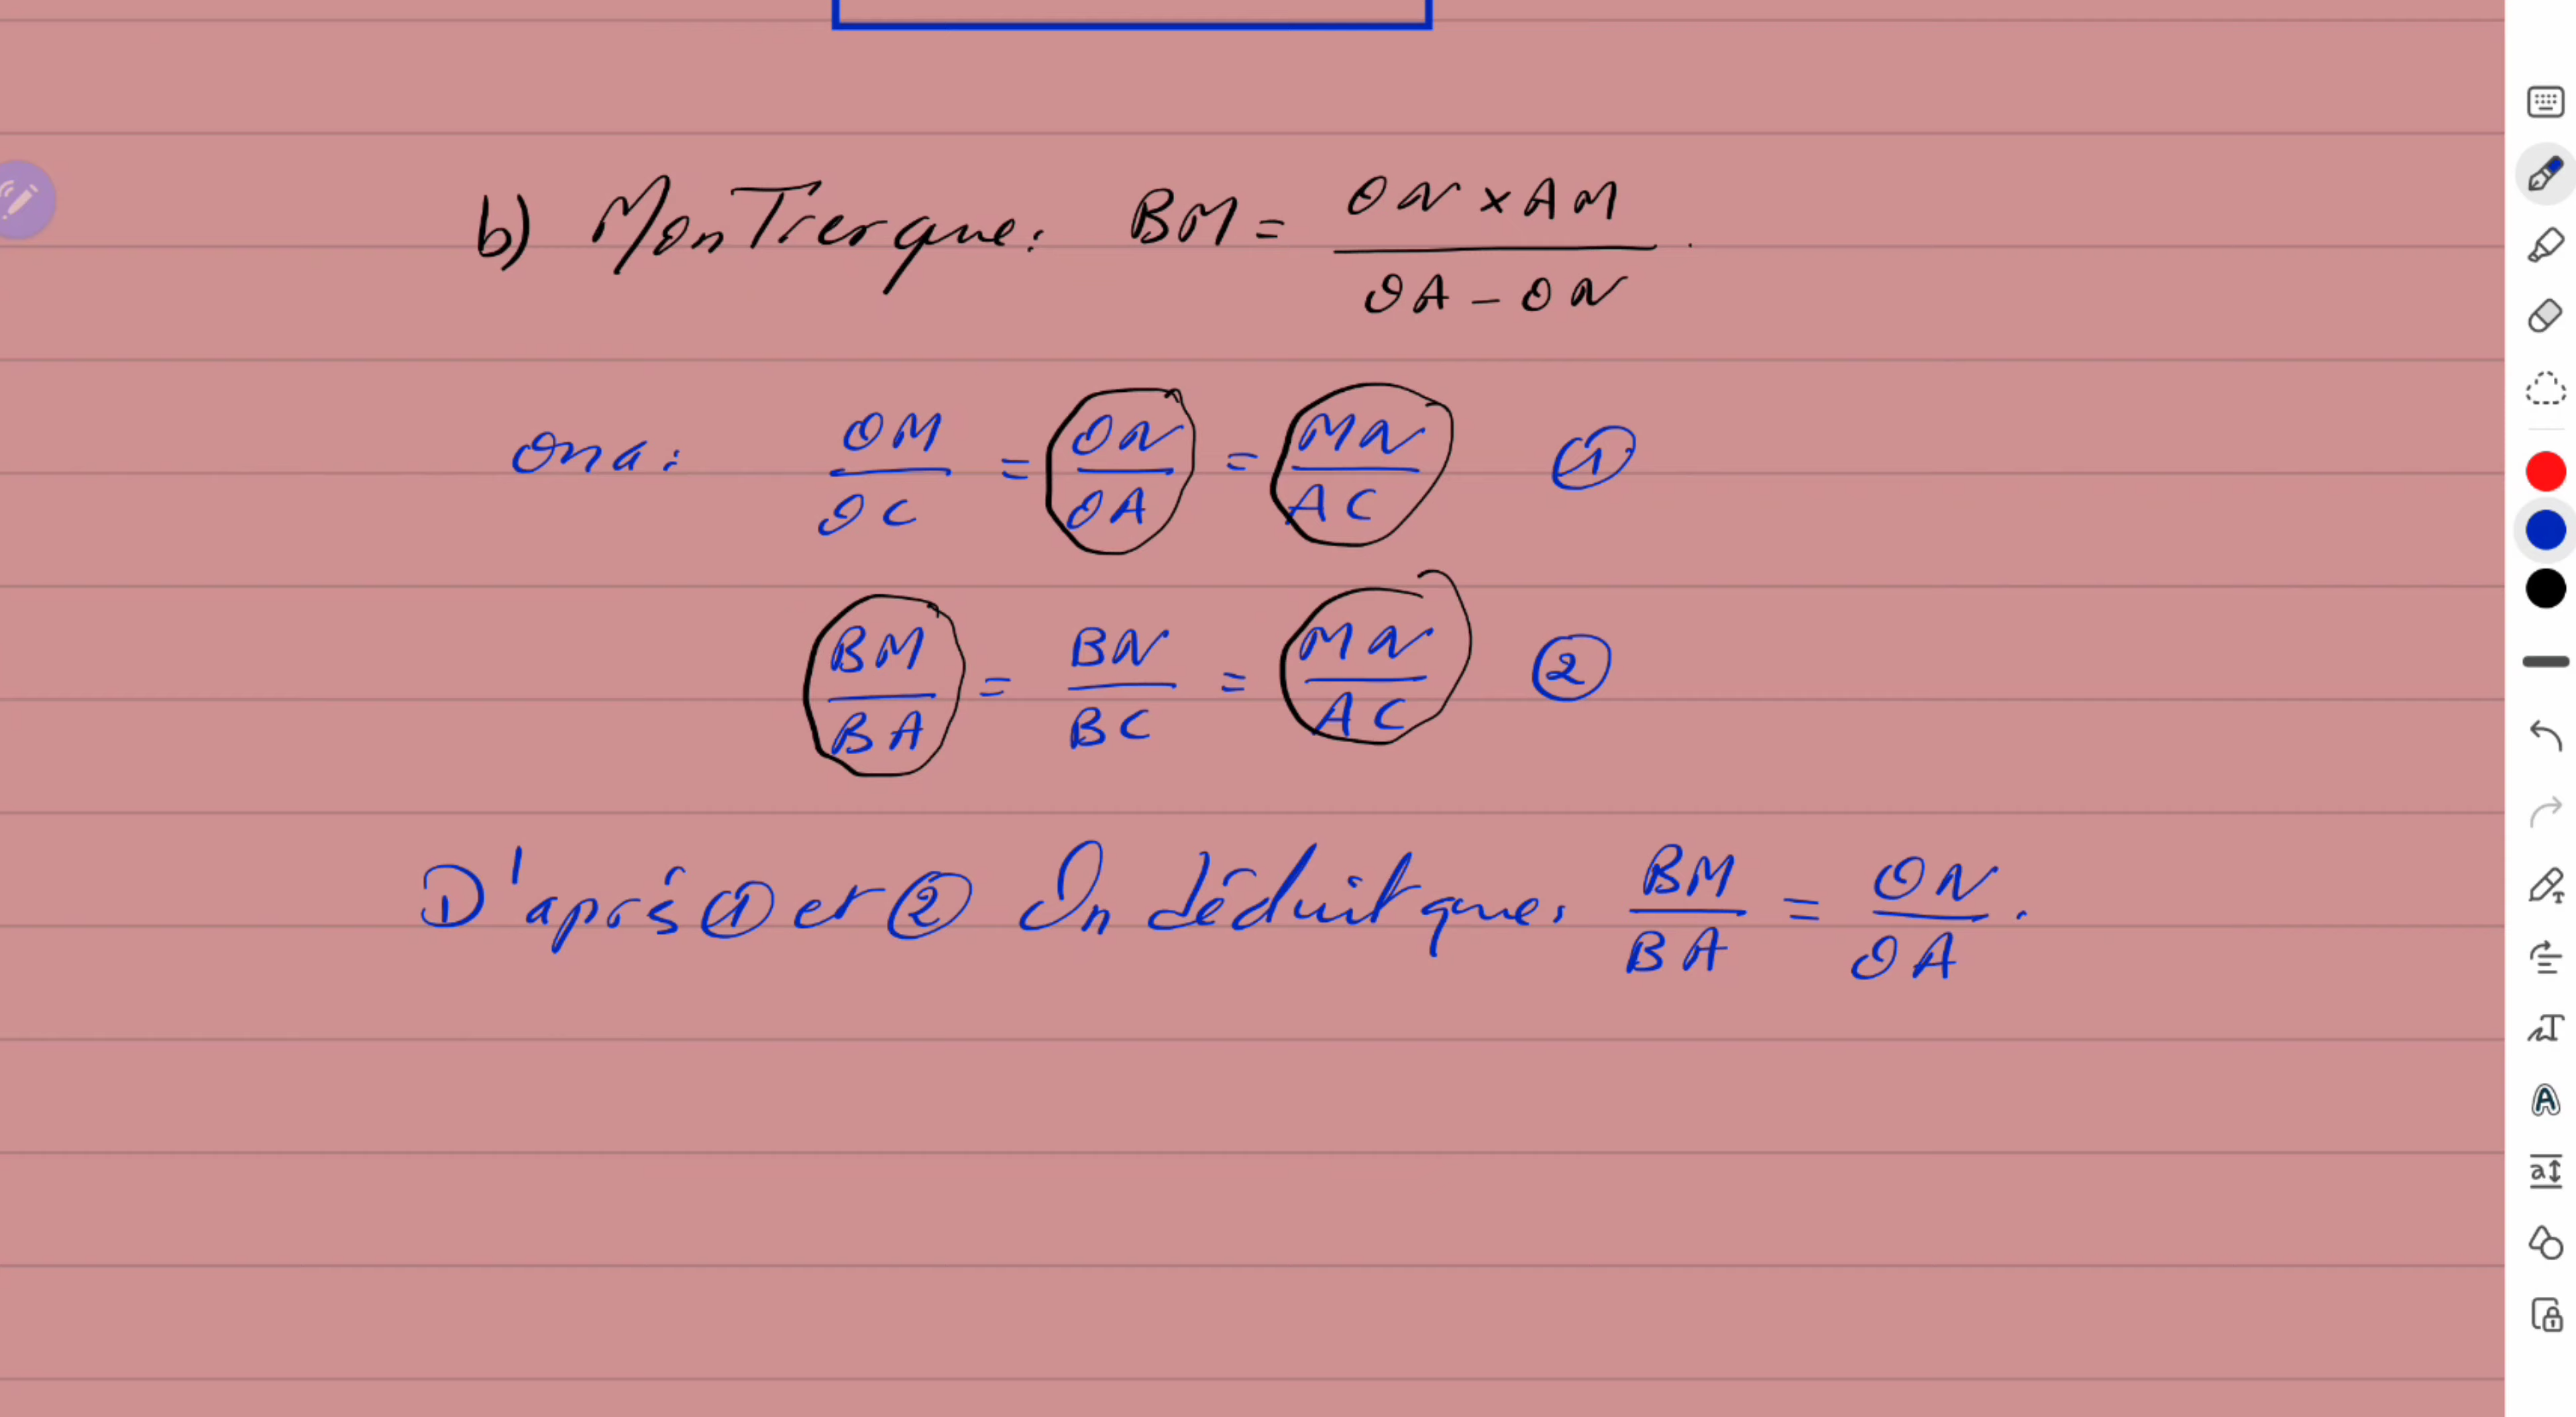 b) Montrer que: BM = ON × AM / OA - ON .
On a: OM / OC = ON / OA = MN / AC ①
BM / BA = BN / BC = MN / AC ②
D'après ① et ② On déduit que: BM / BA = ON / OA .